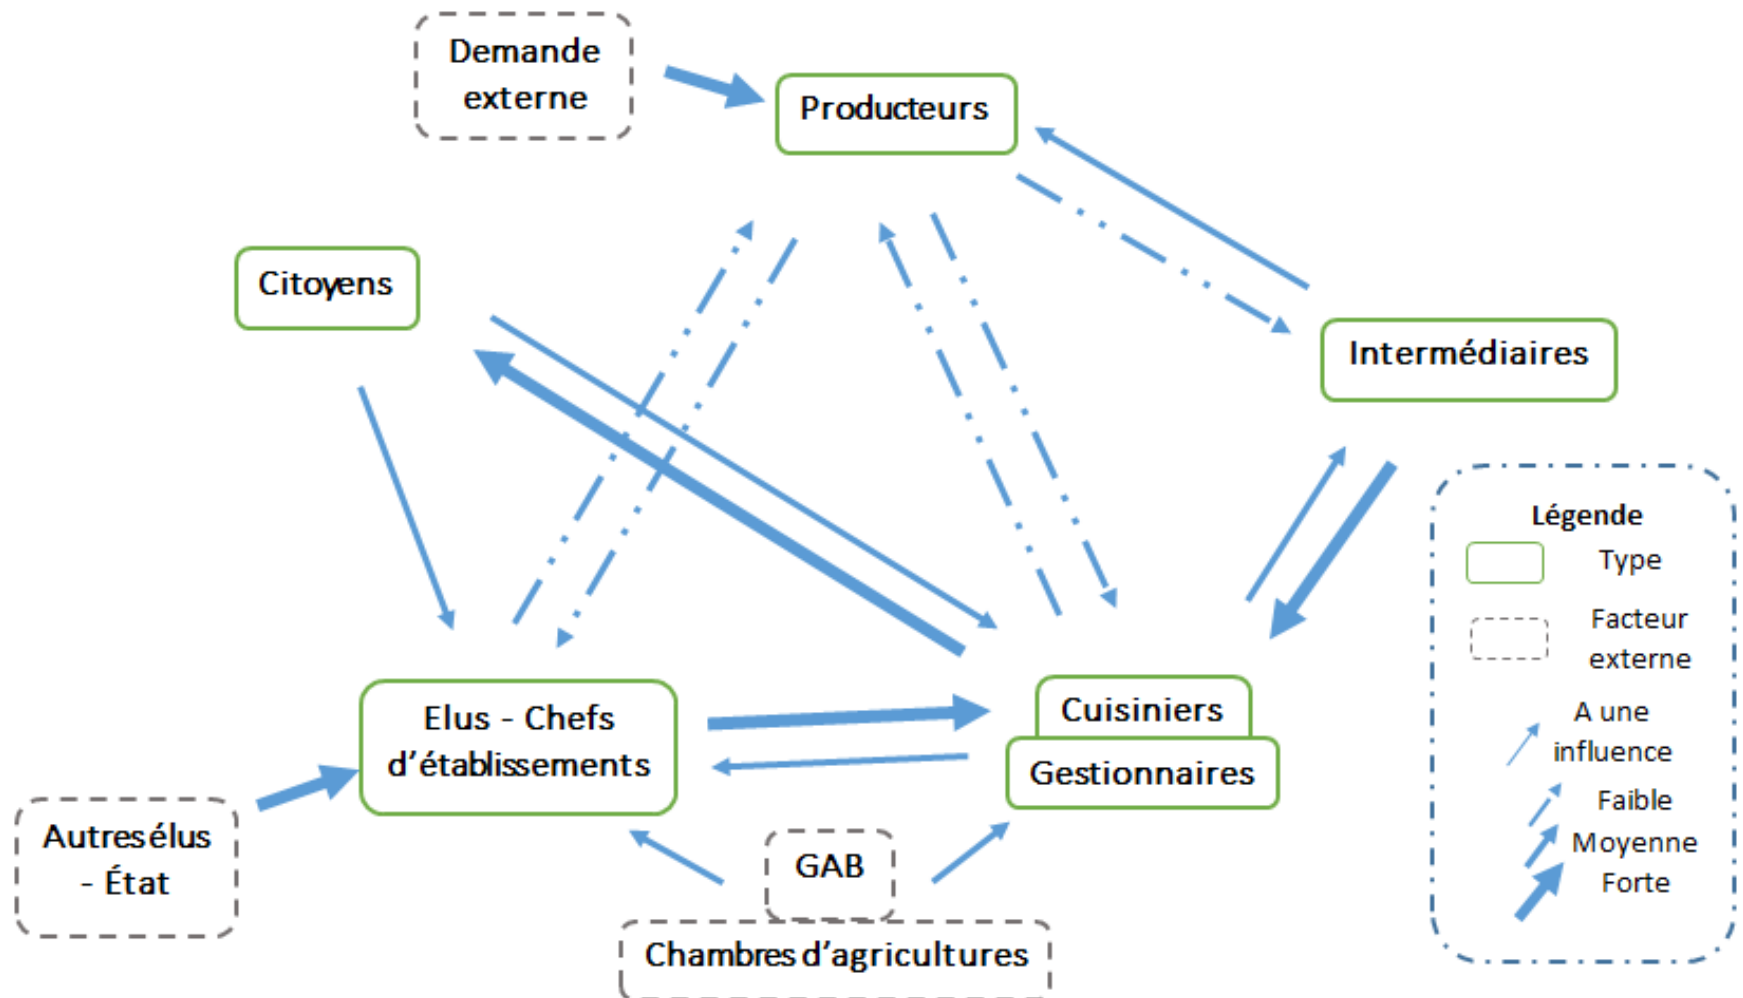 Demande
externe
Producteurs
Citoyens
Intermédiaires
Elus - Chefs
d'établissements
Cuisiniers
Gestionnaires
Autresélus
- État
GAB
Chambres d'agricultures
Légende
Type
Facteur
externe
A une
influence
Faible
Moyenne
Forte